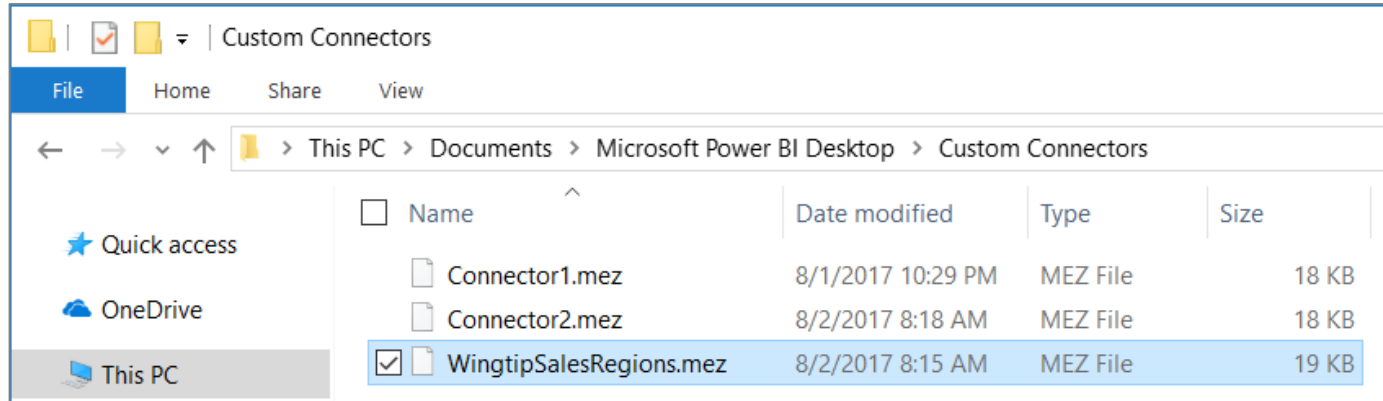 Custom Connectors
File Home Share View
This PC > Documents > Microsoft Power BI Desktop > Custom Connectors
Name Date modified Type Size
Quick access
Connector1.mez 8/1/2017 10:29 PM MEZ File 18 KB
OneDrive
Connector2.mez 8/2/2017 8:18 AM MEZ File 18 KB
WingtipSalesRegions.mez 8/2/2017 8:15 AM MEZ File 19 KB
This PC